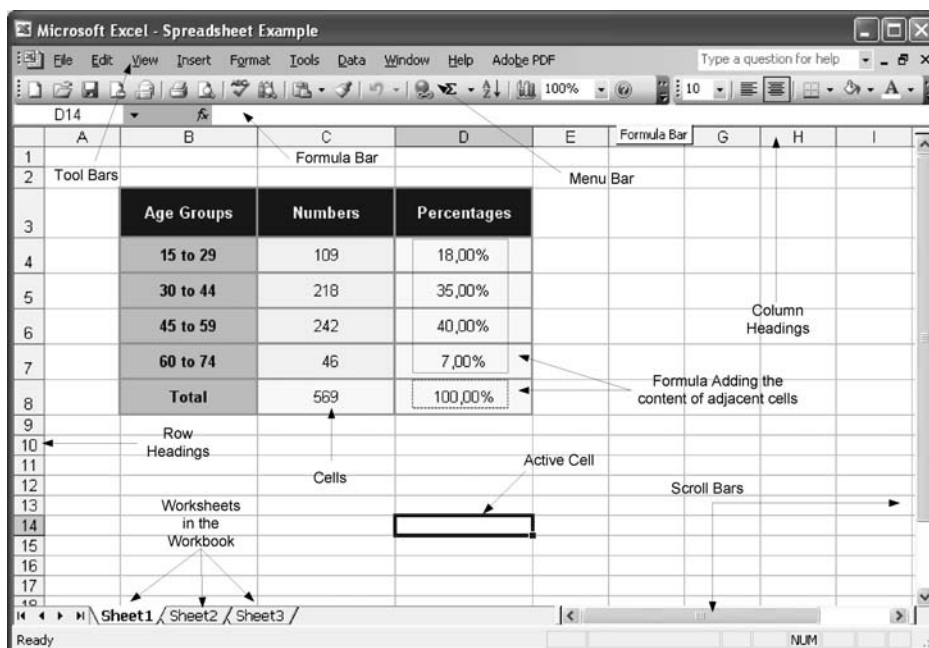 Microsoft Excel - Spreadsheet Example
File Edit View Insert Format Tools Data Window Help Adobe PDF Type a question for help
ABC Σ 100% 10 A
D14 fx
A B C D E Formula Bar G H I
1 Formula Bar
2 Tool Bars Menu Bar
3 Age Groups Numbers Percentages
4 15 to 29 109 18,00%
5 30 to 44 218 35,00%
Column
6 45 to 59 242 40,00% Headings
7 60 to 74 46 7,00%
Formula Adding the
8 Total 569 100,00% content of adjacent cells
9
Row
10 Headings
11 Active Cell
Cells
12 Scroll Bars
13 Worksheets
14 in the
15 Workbook
16
17
18
Sheet1 Sheet2 Sheet3
Ready NUM